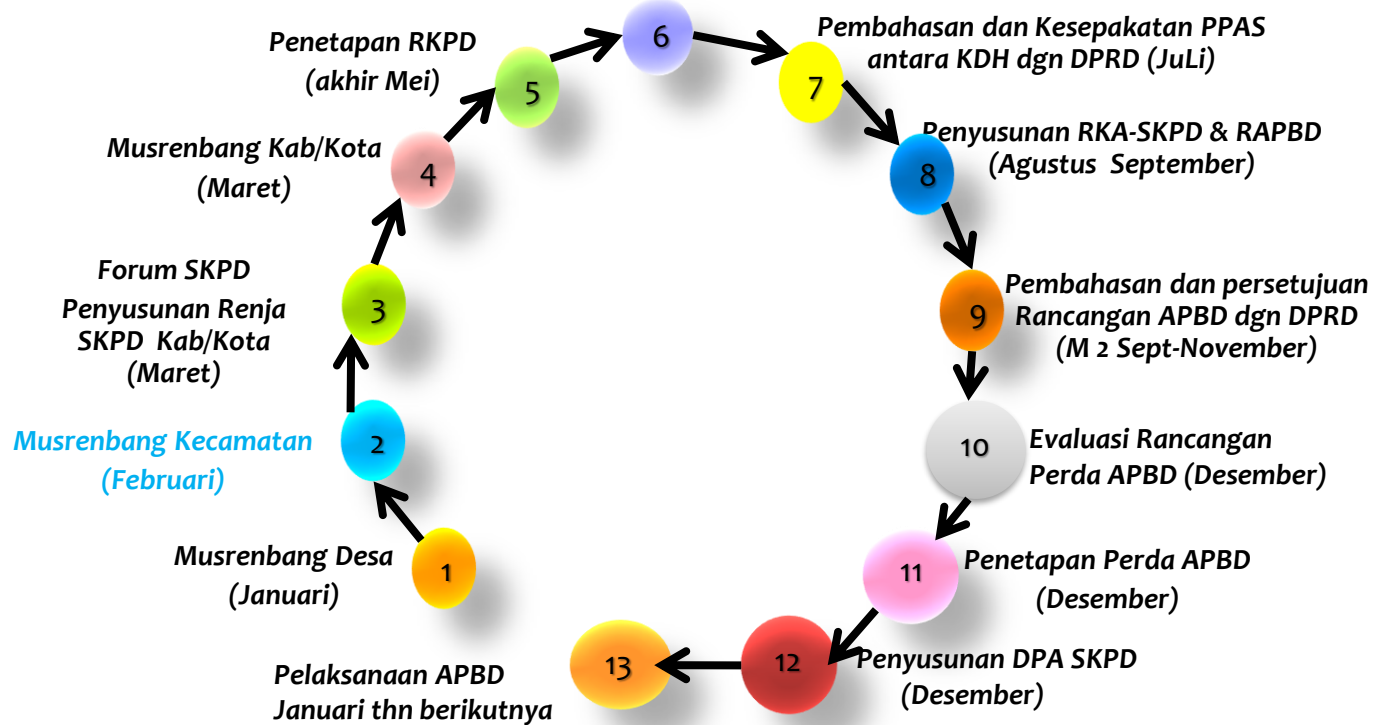 6
Penetapan RKPD
(akhir Mei)
5
Pembahasan dan Kesepakatan PPAS
antara KDH dgn DPRD (JuLi)
7
Musrenbang Kab/Kota
(Maret)
4
Penyusunan RKA-SKPD & RAPBD
(Agustus September)
8
Forum SKPD
Penyusunan Renja
SKPD Kab/Kota
(Maret)
3
Pembahasan dan persetujuan
Rancangan APBD dgn DPRD
(M 2 Sept-November)
9
Musrenbang Kecamatan
(Februari)
2
10
Evaluasi Rancangan
Perda APBD (Desember)
Musrenbang Desa
(Januari)
1
11
Penetapan Perda APBD
(Desember)
Pelaksanaan APBD
Januari thn berikutnya
13
12
Penyusunan DPA SKPD
(Desember)